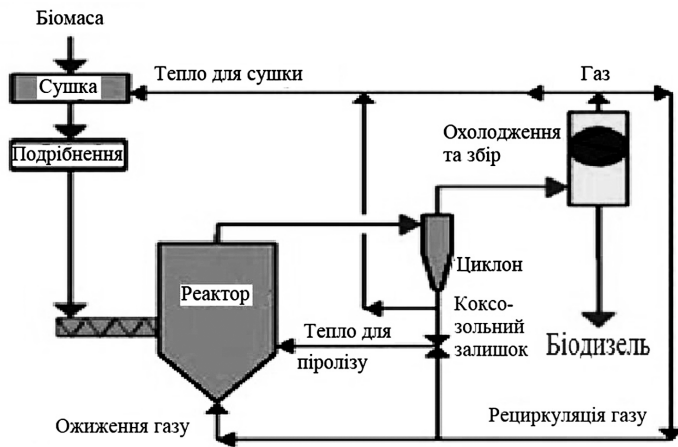 Біомаса
Сушка
Тепло для сушки
Газ
Подрібнення
Охолодження
та збір
Циклон
Реактор
Коксо-
зольний
залишок
Тепло для
піролізу
Біодизель
Ожиження газу
Рециркуляція газу